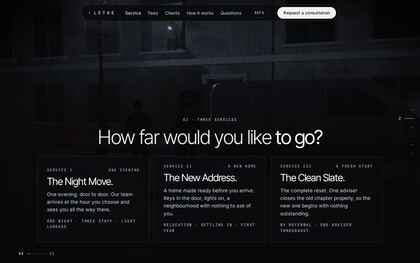 LETHE Service Fees Clients How it works Questions REFS Request a consultation
2
02 · THREE SERVICES
How far would you like to go?
SERVICE I ONE EVENING
The Night Move.
One evening, door to door. Our team
arrives at the hour you choose and
sees you all the way there.
ONE NIGHT · THREE STAFF · LIGHT
LUGGAGE
SERVICE II A NEW HOME
The New Address.
A home made ready before you arrive.
Keys in the door, lights on, a
neighbourhood with nothing to ask of
you.
RELOCATION · SETTLING IN · FIRST
YEAR
SERVICE III A FRESH START
The Clean Slate.
The complete reset. One adviser
closes the old chapter properly, so the
new one begins with nothing
outstanding.
BY REFERRAL · ONE ADVISER
THROUGHOUT